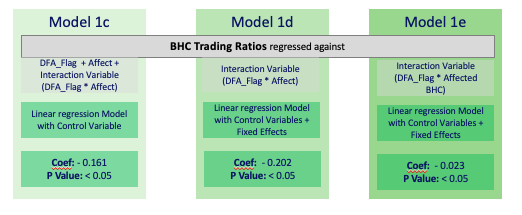 Model 1c
Model 1d
Model 1e
BHC Trading Ratios regressed against
DFA_Flag + Affect +
Interaction Variable
(DFA_Flag * Affect)
Interaction Variable
(DFA_Flag * Affect)
Interaction Variable
(DFA_Flag * Affected
BHC)
Linear regression Model
with Control Variable
Linear regression Model
with Control Variables +
Fixed Effects
Linear regression Model
with Control Variables +
Fixed Effects
Coef: - 0.161
P Value: < 0.05
Coef: - 0.202
P Value: < 0.05
Coef: - 0.023
P Value: < 0.05